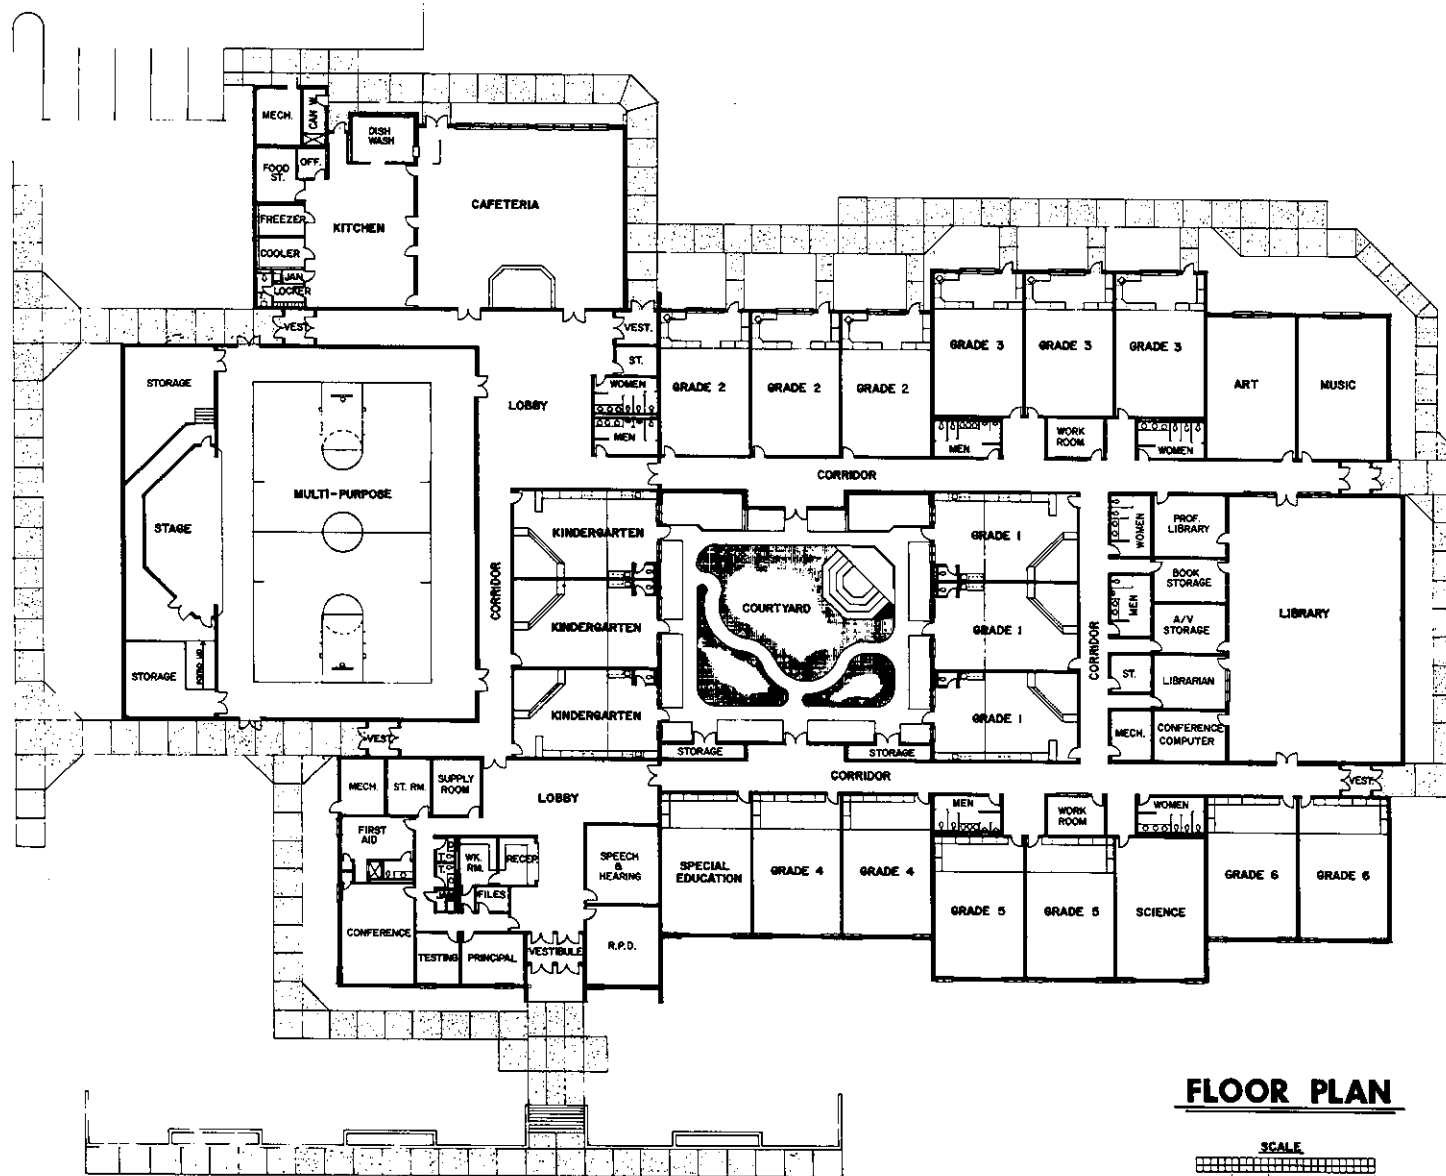 MECH.
CAN W.
DISH
WASH
FOOD
ST.
OFF.
CAFETERIA
FREEZER
KITCHEN
COOLER
JAN.
LOCKER
VEST.
VEST.
ST.
WOMEN
MEN
STORAGE
LOBBY
GRADE 2
GRADE 2
GRADE 2
GRADE 3
GRADE 3
GRADE 3
ART
MUSIC
MEN
WORK
ROOM
WOMEN
CORRIDOR
MULTI-PURPOSE
STAGE
KINDERGARTEN
GRADE 1
WOMEN
PROF.
LIBRARY
BOOK
STORAGE
CORRIDOR
COURTYARD
MEN
LIBRARY
KINDERGARTEN
GRADE 1
A/V
STORAGE
CORRIDOR
STORAGE
ST.
LIBRARIAN
KINDERGARTEN
GRADE 1
VEST.
MECH.
CONFERENCE
COMPUTER
STORAGE
STORAGE
CORRIDOR
VEST.
MECH.
ST. RM.
SUPPLY
ROOM
LOBBY
MEN
WORK
ROOM
WOMEN
FIRST
AID
T.
T.
WK.
RM.
RECEP.
SPEECH
&
HEARING
SPECIAL
EDUCATION
GRADE 4
GRADE 4
GRADE 6
GRADE 6
FILES
GRADE 5
GRADE 5
SCIENCE
CONFERENCE
TESTING
PRINCIPAL
VESTIBULE
R.P.D.
FLOOR PLAN
SCALE